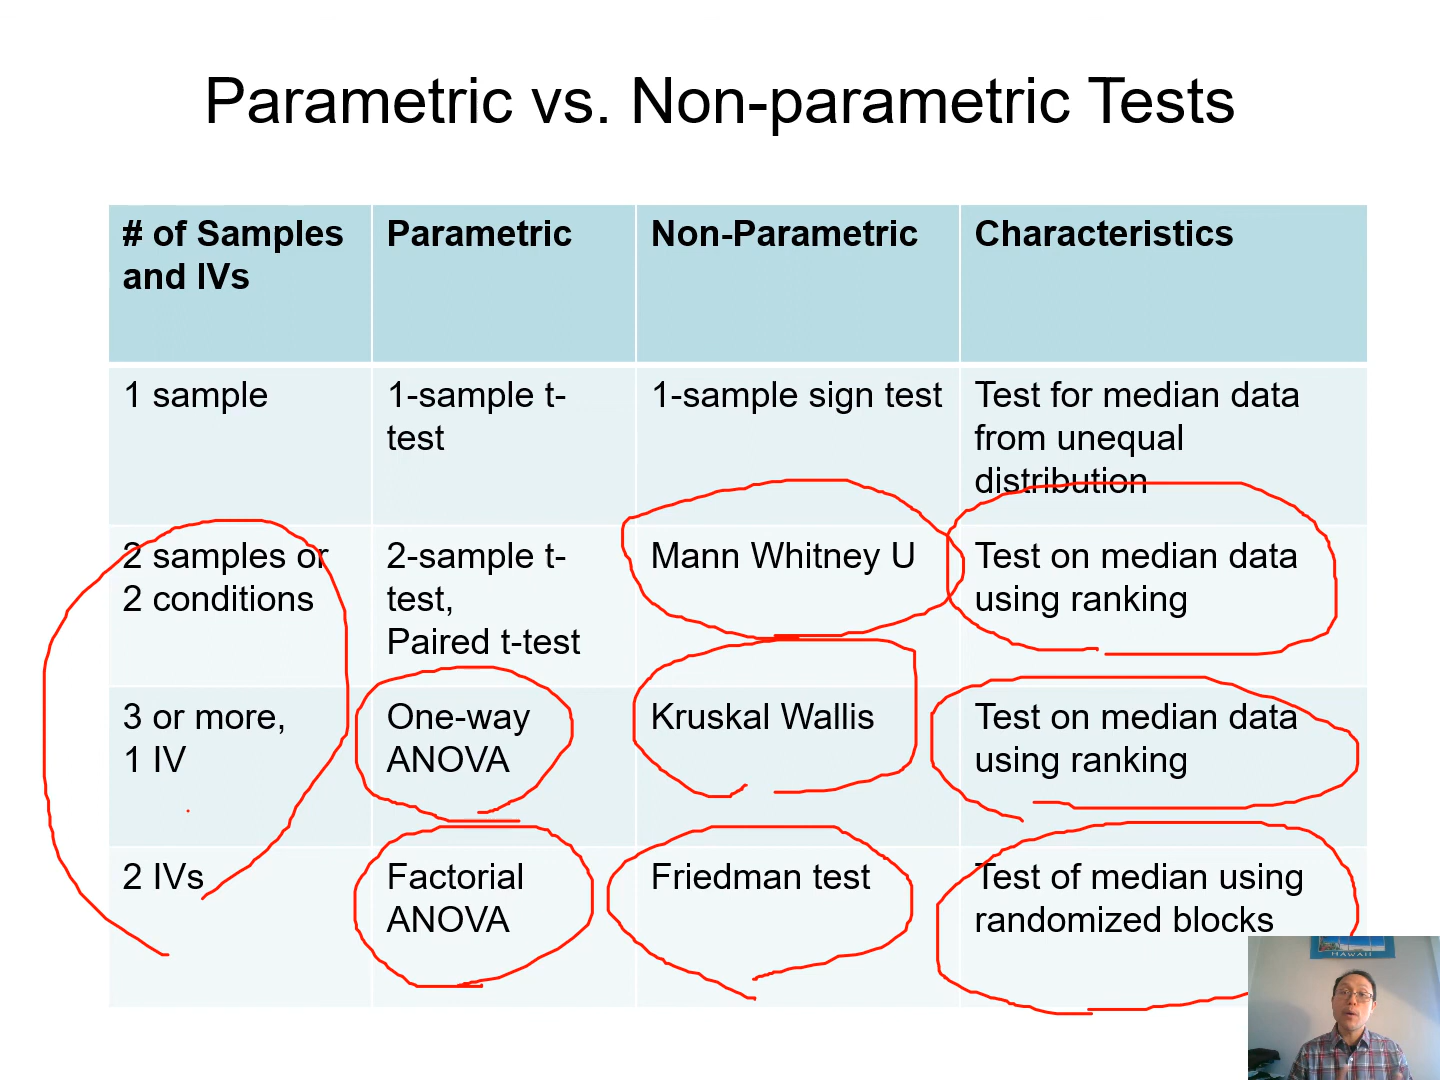 Parametric vs. Non-parametric Tests
# of Samples and IVs
Parametric
Non-Parametric
Characteristics
1 sample
1-sample t-
test
1-sample sign test
Test for median data
from unequal
distribution
2 samples or
2 conditions
2-sample t-
test,
Paired t-test
Mann Whitney U
Test on median data
using ranking
3 or more,
1 IV
One-way
ANOVA
Kruskal Wallis
Test on median data
using ranking
2 IVs
Factorial
ANOVA
Friedman test
Test of median using
randomized blocks
HAWAII